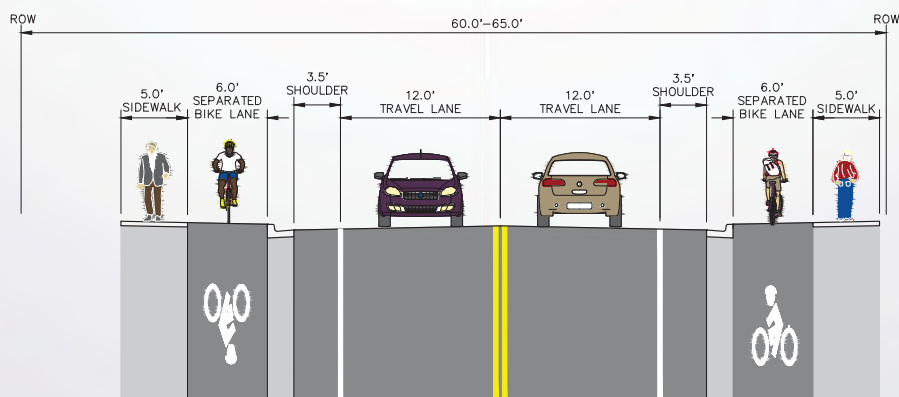 ROW
ROW
60.0'-65.0'
5.0'
SIDEWALK
6.0'
SEPARATED
BIKE LANE
3.5'
SHOULDER
12.0'
TRAVEL LANE
12.0'
TRAVEL LANE
3.5'
SHOULDER
6.0'
SEPARATED
BIKE LANE
5.0'
SIDEWALK